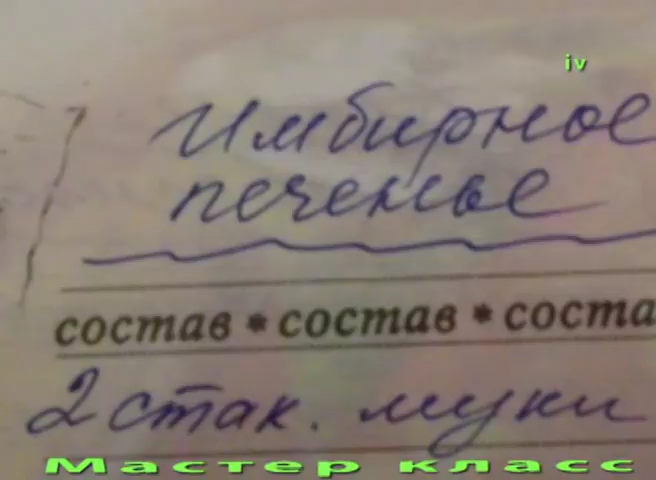 iv
Имбирное
печенье
состав * состав * соста
2 стак. муки
Мастер класс